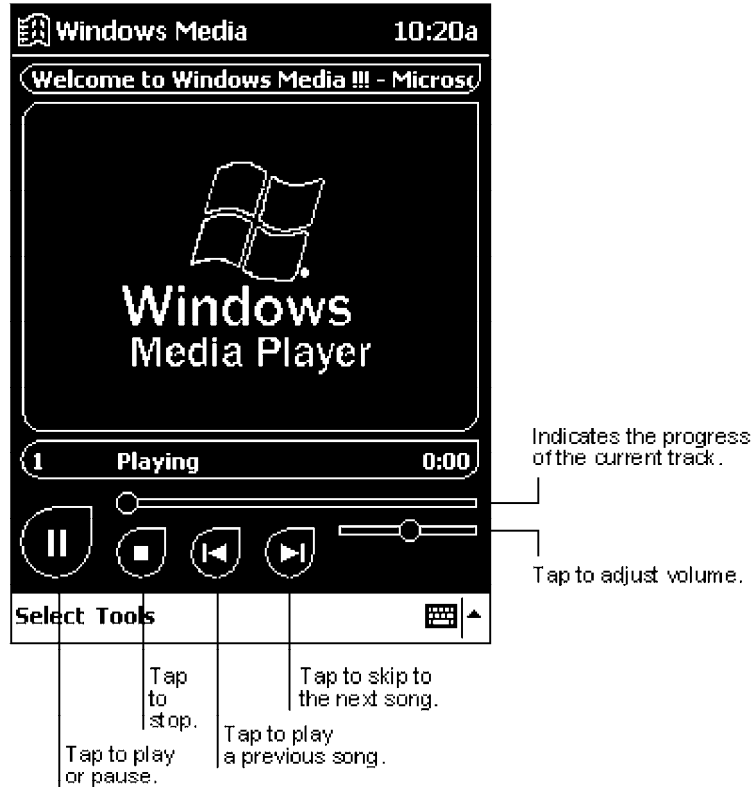 Windows Media 10:20a
Welcome to Windows Media !!! - Microso
Windows
Media Player
1 Playing 0:00
Indicates the progress
of the current track.
Tap to adjust volume.
Select Tools
Tap
to
stop.
Tap to skip to
the next song.
Tap to play
a previous song.
Tap to play
or pause.